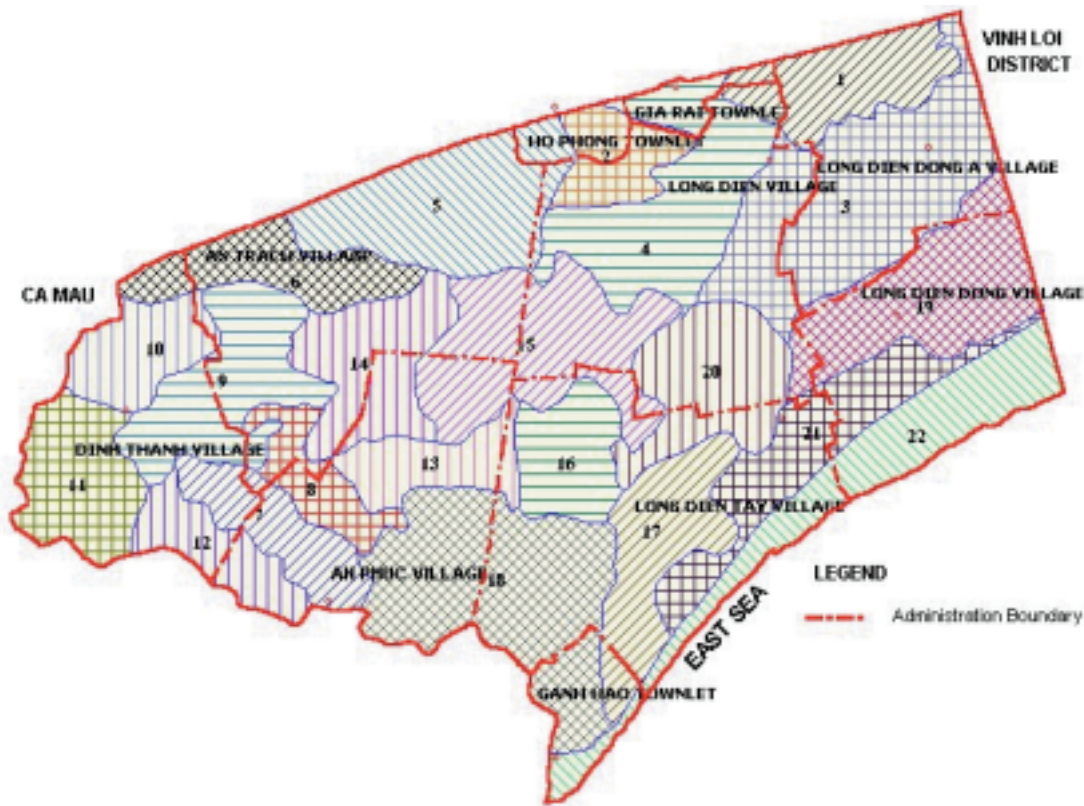 VINH LOI
DISTRICT
1
GIA RAI TOWNLE
HO PHONG TOWNLET
2
LONG DIEN DONG A VILLAGE
LONG DIEN VILLAGE
3
5
4
AN TRACH VILLAGE
6
CA MAU
LONG DIEN DONG VILLAGE
19
10
15
14
20
9
22
21
DINH THANH VILLAGE
13
16
11
8
7
LONG DIEN TAY VILLAGE
17
12
AN PHUC VILLAGE
18
LEGEND
Administration Boundary
EAST SEA
GANH HAO TOWNLET